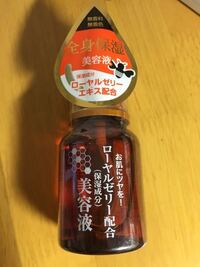 無香料
無着色
全身保湿
美容液
保湿成分
ローヤルゼリー
エキス配合
お肌にツヤを!
ローヤルゼリー配合
(保湿成分)
美容液